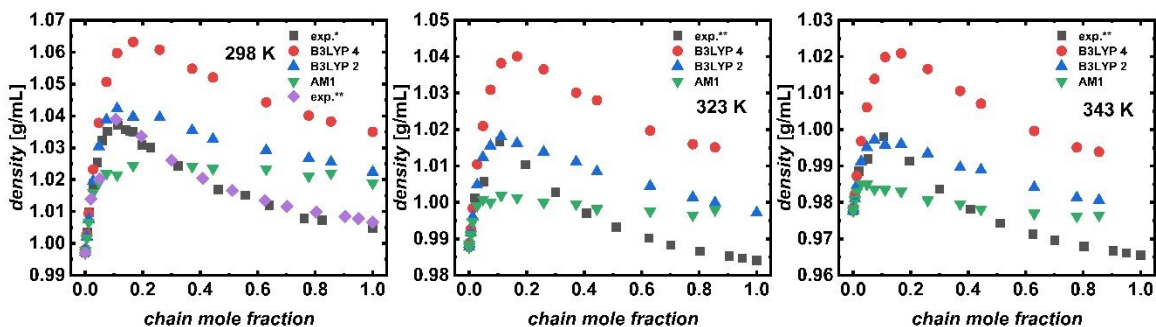 1.07
1.06
1.05
1.04
1.03
1.02
1.01
1.00
0.99
density [g/mL]
298 K
exp.*
B3LYP 4
B3LYP 2
AM1
exp.**
0.0 0.2 0.4 0.6 0.8 1.0
chain mole fraction
1.05
1.04
1.03
1.02
1.01
1.00
0.99
0.98
density [g/mL]
exp.**
B3LYP 4
B3LYP 2
AM1
323 K
0.0 0.2 0.4 0.6 0.8 1.0
chain mole fraction
1.03
1.02
1.01
1.00
0.99
0.98
0.97
0.96
density [g/mL]
exp.**
B3LYP 4
B3LYP 2
AM1
343 K
0.0 0.2 0.4 0.6 0.8 1.0
chain mole fraction